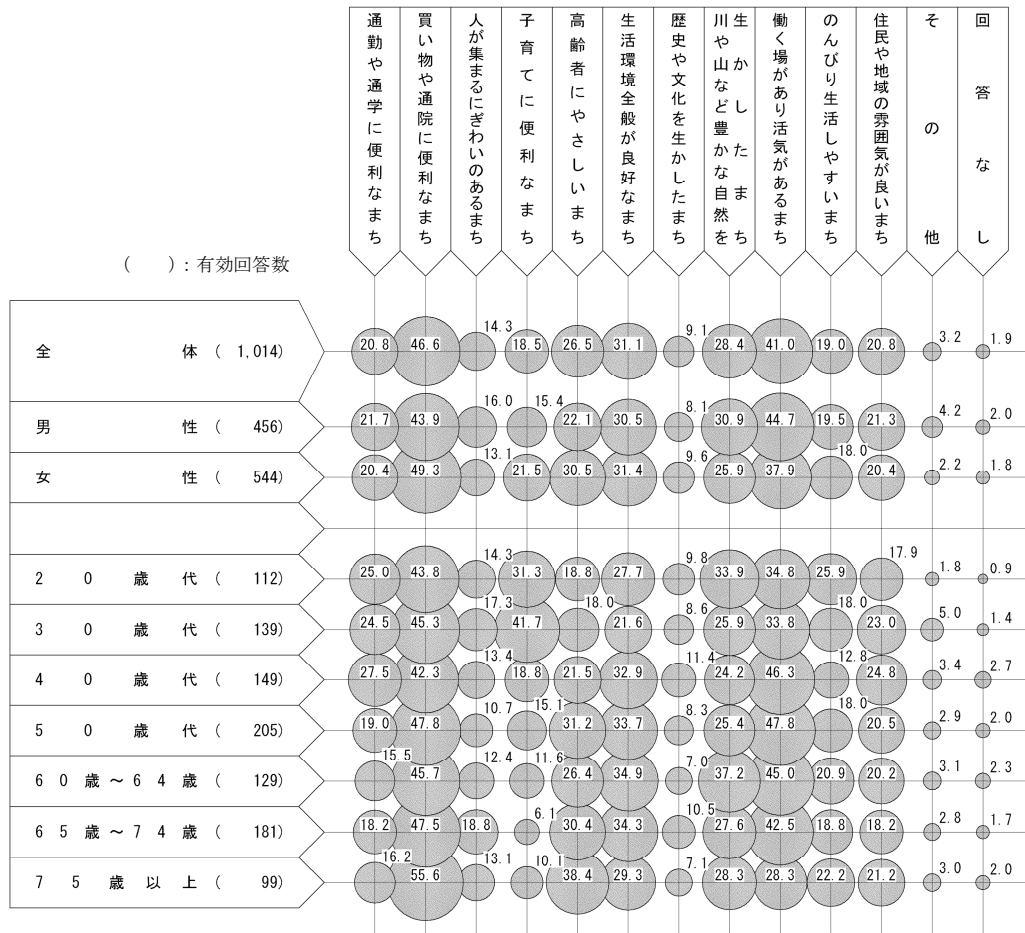 通勤や通学に便利なまち
買い物や通院に便利なまち
人が集まるにぎわいのあるまち
子育てに便利なまち
高齢者にやさしいまち
生活環境全般が良好なまち
歴史や文化を生かしたまち
川や山など豊かな自然を
生かしたまち
働く場があり活気があるまち
のんびり生活しやすいまち
住民や地域の雰囲気が良いまち
その他
回答なし
(　　)：有効回答数
全体 ( 1,014) 20.8 46.6 14.3 18.5 26.5 31.1 9.1 28.4 41.0 19.0 20.8 3.2 1.9
男性 ( 456) 21.7 43.9 16.0 15.4 22.1 30.5 8.1 30.9 44.7 19.5 21.3 4.2 2.0
女性 ( 544) 20.4 49.3 13.1 21.5 30.5 31.4 9.6 25.9 37.9 18.0 20.4 2.2 1.8
20歳代 ( 112) 25.0 43.8 14.3 31.3 18.8 27.7 9.8 33.9 34.8 25.9 17.9 1.8 0.9
30歳代 ( 139) 24.5 45.3 17.3 41.7 18.0 21.6 8.6 25.9 33.8 18.0 23.0 5.0 1.4
40歳代 ( 149) 27.5 42.3 13.4 18.8 21.5 32.9 11.4 24.2 46.3 12.8 24.8 3.4 2.7
50歳代 ( 205) 19.0 47.8 10.7 15.1 31.2 33.7 8.3 25.4 47.8 18.0 20.5 2.9 2.0
60歳～64歳 ( 129) 15.5 45.7 12.4 11.6 26.4 34.9 7.0 37.2 45.0 20.9 20.2 3.1 2.3
65歳～74歳 ( 181) 18.2 47.5 18.8 6.1 30.4 34.3 10.5 27.6 42.5 18.8 18.2 2.8 1.7
75歳以上 ( 99) 16.2 55.6 13.1 10.1 38.4 29.3 7.1 28.3 28.3 22.2 21.2 3.0 2.0